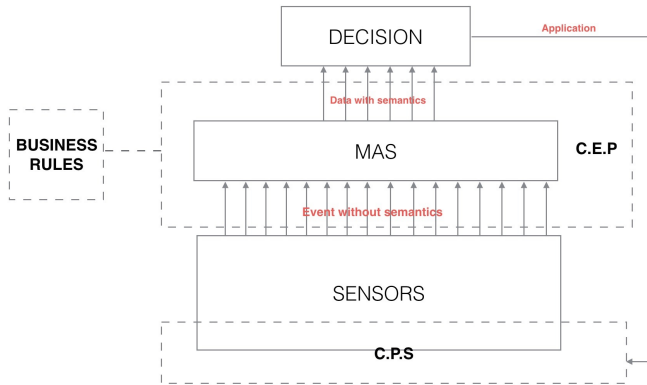 DECISION
Application
Data with semantics
BUSINESS
RULES
MAS
C.E.P
Event without semantics
SENSORS
C.P.S